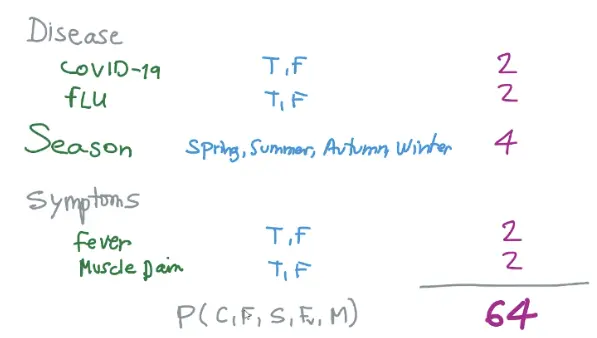 Disease
COVID-19 T,F 2
FLU T,F 2
Season Spring, Summer, Autumn, Winter 4
Symptoms
Fever T,F 2
Muscle Pain T,F 2
P(C,F,S,Fv,M) 64